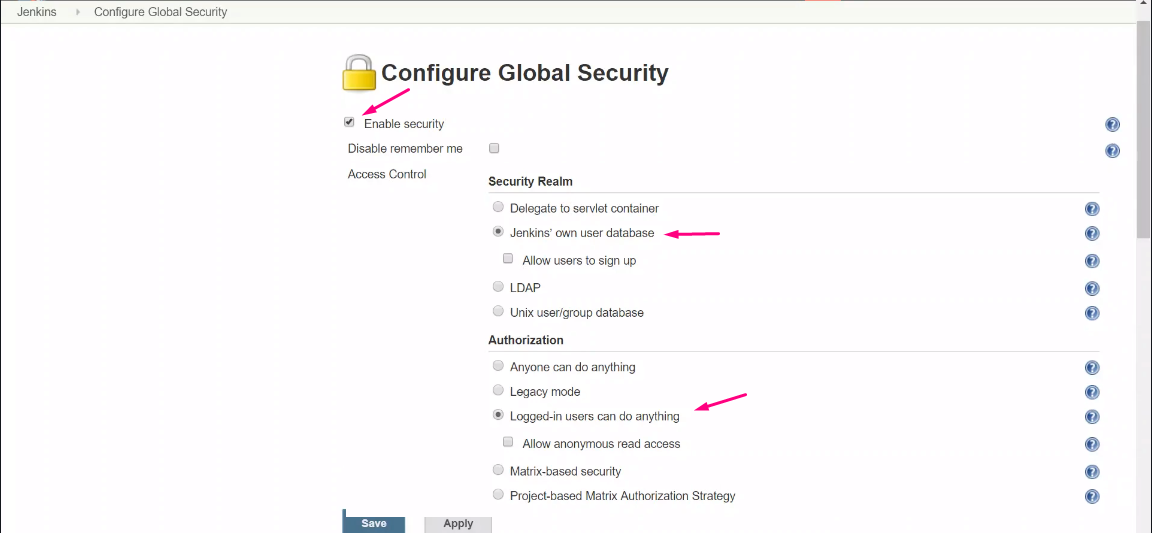 Jenkins Configure Global Security
Configure Global Security
Enable security
Disable remember me
Access Control
Security Realm
Delegate to servlet container
Jenkins' own user database
Allow users to sign up
LDAP
Unix user/group database
Authorization
Anyone can do anything
Legacy mode
Logged-in users can do anything
Allow anonymous read access
Matrix-based security
Project-based Matrix Authorization Strategy
Save Apply